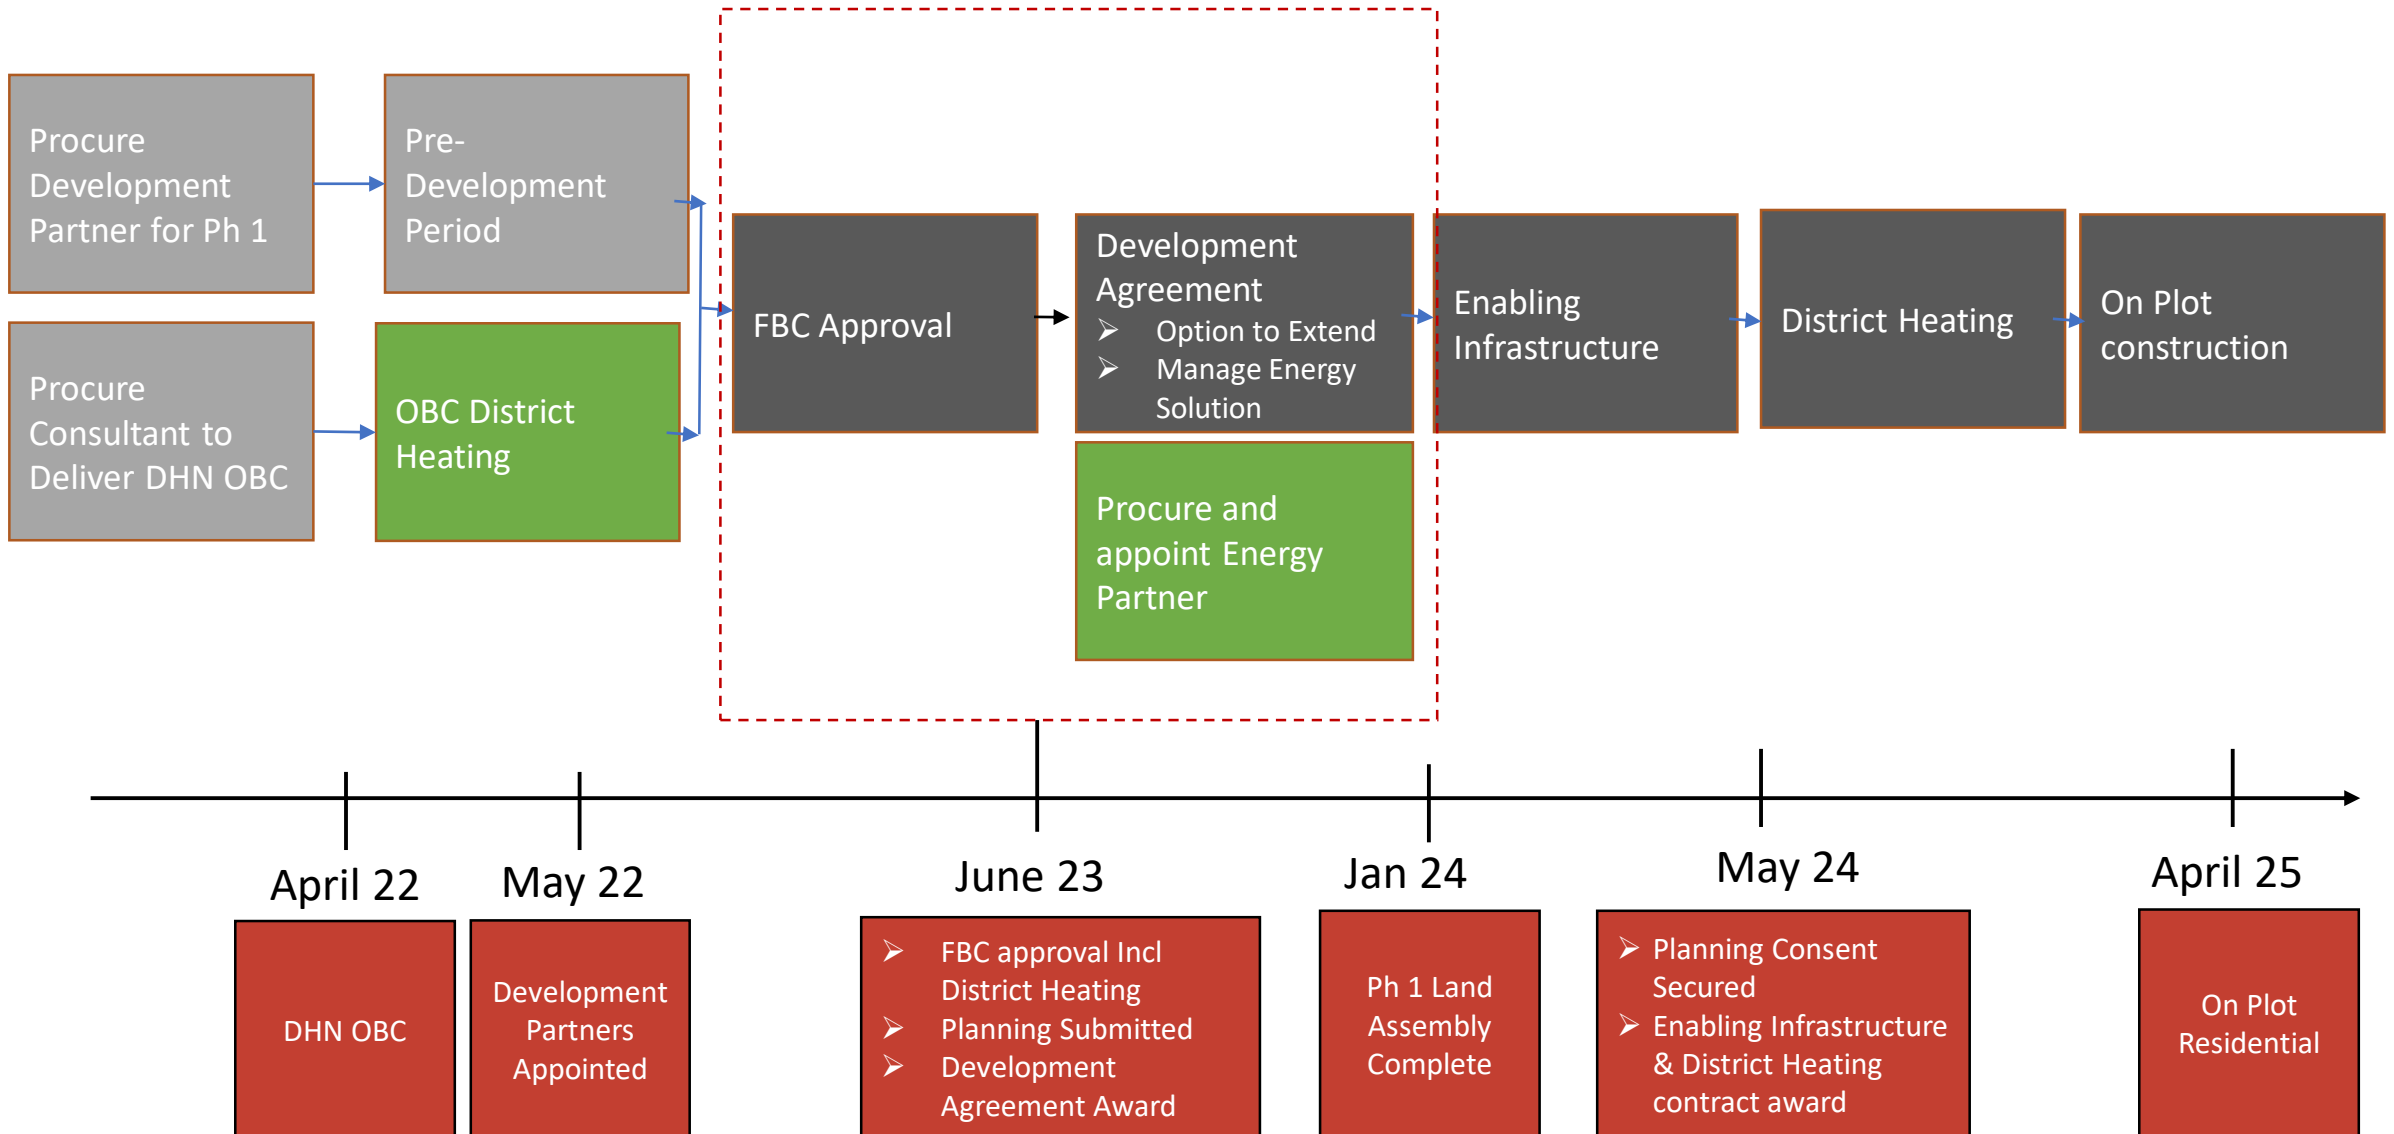 Procure
Development
Partner for Ph 1
Pre-
Development
Period
Procure
Consultant to
Deliver DHN OBC
OBC District
Heating
FBC Approval
Development
Agreement
➢ Option to Extend
➢ Manage Energy
Solution
Procure and
appoint Energy
Partner
Enabling
Infrastructure
District Heating
On Plot
construction
April 22
May 22
June 23
Jan 24
May 24
April 25
DHN OBC
Development
Partners
Appointed
➢ FBC approval Incl
District Heating
➢ Planning Submitted
➢ Development
Agreement Award
Ph 1 Land
Assembly
Complete
➢ Planning Consent
Secured
➢ Enabling Infrastructure
& District Heating
contract award
On Plot
Residential